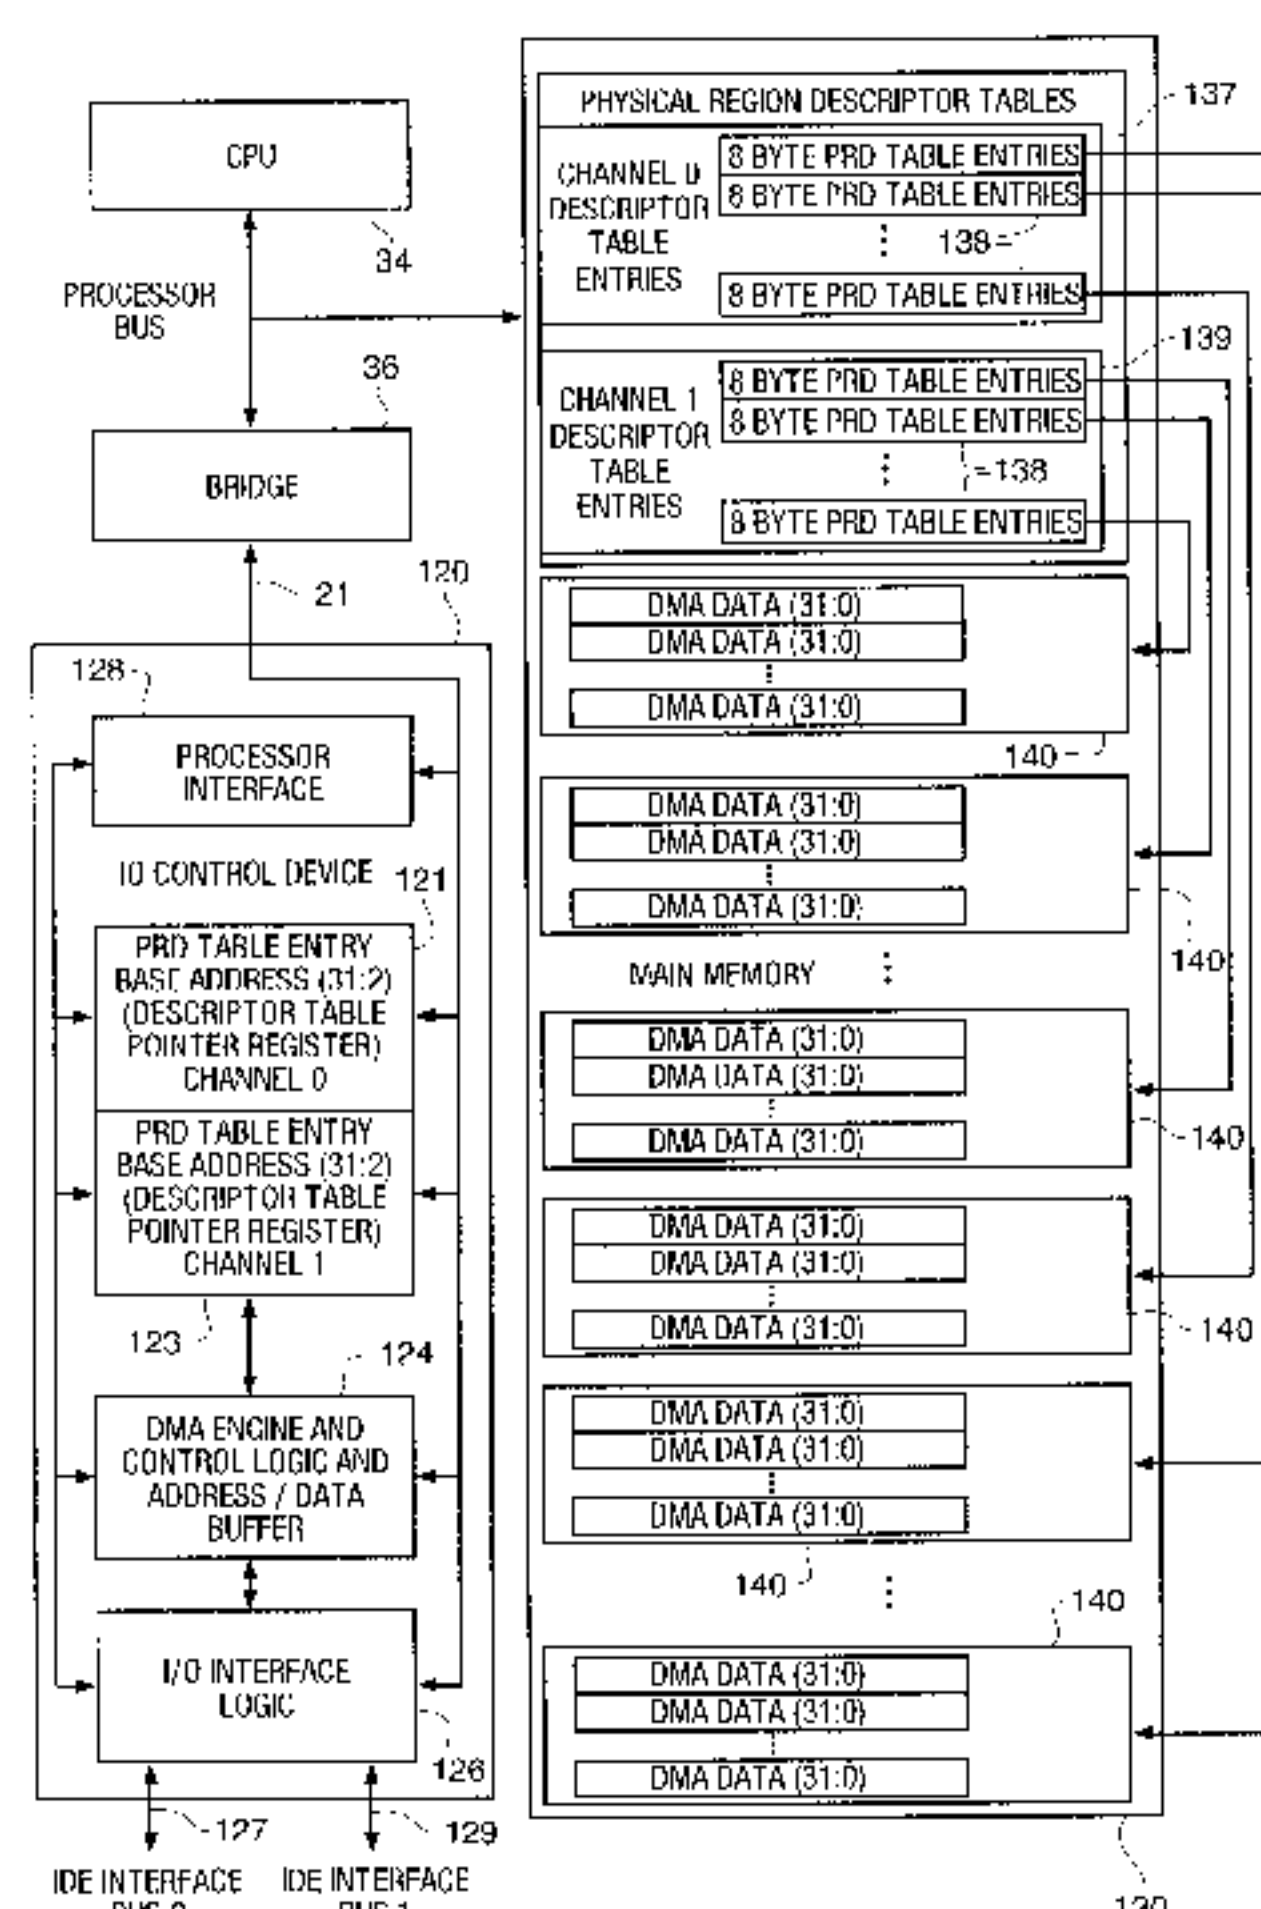 CPU
34
PROCESSOR
BUS
36
BRIDGE
21
120
128
PROCESSOR
INTERFACE
IO CONTROL DEVICE
121
PRD TABLE ENTRY
BASE ADDRESS (31:2)
(DESCRIPTOR TABLE
POINTER REGISTER)
CHANNEL 0
PRD TABLE ENTRY
BASE ADDRESS (31:2)
(DESCRIPTOR TABLE
POINTER REGISTER)
CHANNEL 1
123
124
DMA ENGINE AND
CONTROL LOGIC AND
ADDRESS / DATA
BUFFER
I/O INTERFACE
LOGIC
126
127
129
IDE INTERFACE
IDE INTERFACE
PHYSICAL REGION DESCRIPTOR TABLES
137
CHANNEL 0
DESCRIPTOR
TABLE
ENTRIES
8 BYTE PRD TABLE ENTRIES
8 BYTE PRD TABLE ENTRIES
138
8 BYTE PRD TABLE ENTRIES
139
CHANNEL 1
DESCRIPTOR
TABLE
ENTRIES
8 BYTE PRD TABLE ENTRIES
8 BYTE PRD TABLE ENTRIES
138
8 BYTE PRD TABLE ENTRIES
DMA DATA (31:0)
DMA DATA (31:0)
DMA DATA (31:0)
140
DMA DATA (31:0)
DMA DATA (31:0)
DMA DATA (31:0)
140
MAIN MEMORY
DMA DATA (31:0)
DMA DATA (31:0)
DMA DATA (31:0)
140
DMA DATA (31:0)
DMA DATA (31:0)
DMA DATA (31:0)
140
DMA DATA (31:0)
DMA DATA (31:0)
DMA DATA (31:0)
140
140
DMA DATA (31:0)
DMA DATA (31:0)
DMA DATA (31:0)